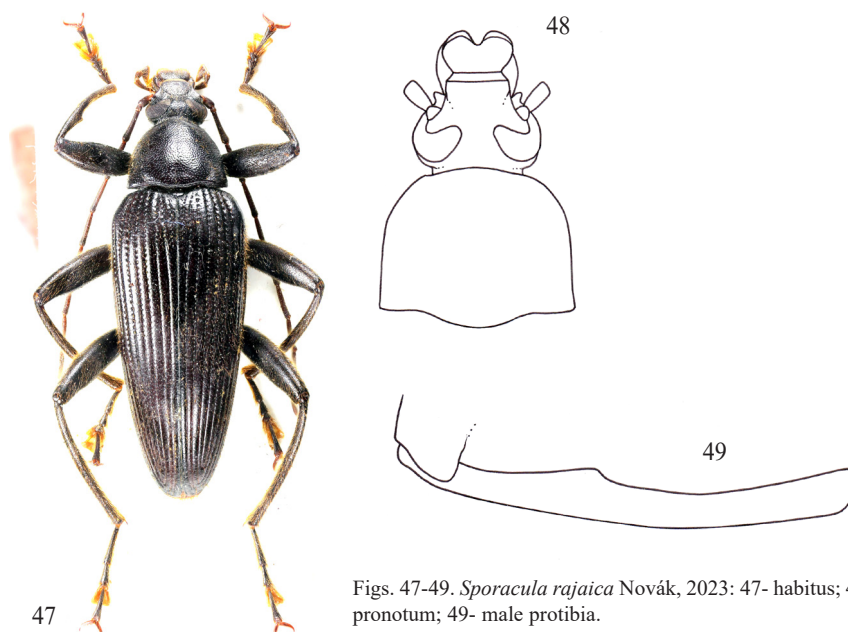 48
49
47
Figs. 47-49. Sporacula rajaica Novák, 2023: 47- habitus;
pronotum; 49- male protibia.